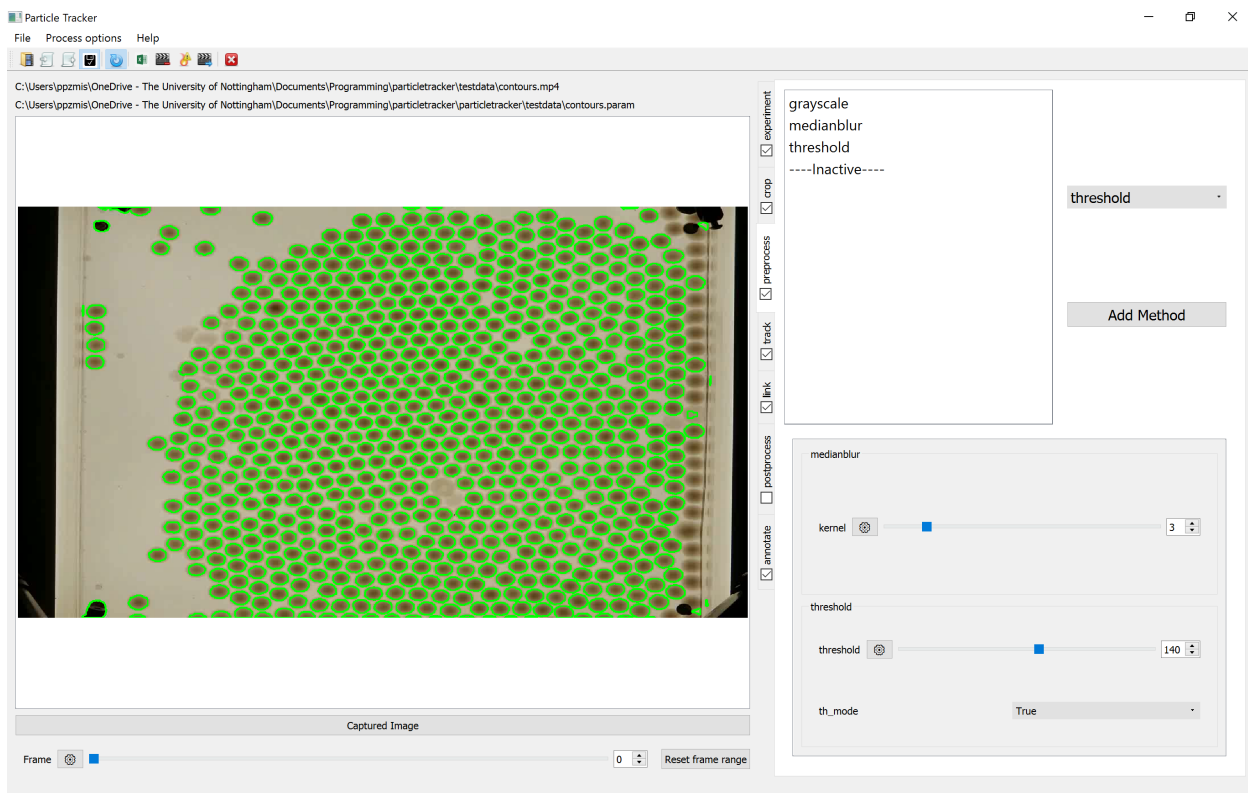 Particle Tracker
File Process options Help
C:\Users\ppzmis\OneDrive - The University of Nottingham\Documents\Programming\particletracker\testdata\contours.mp4
C:\Users\ppzmis\OneDrive - The University of Nottingham\Documents\Programming\particletracker\particletracker\testdata\contours.param
Captured Image
Frame 0 Reset frame range
experiment
crop
preprocess
track
link
postprocess
annotate
grayscale
medianblur
threshold
----Inactive----
threshold
Add Method
medianblur
kernel 3
threshold
threshold 140
th_mode True